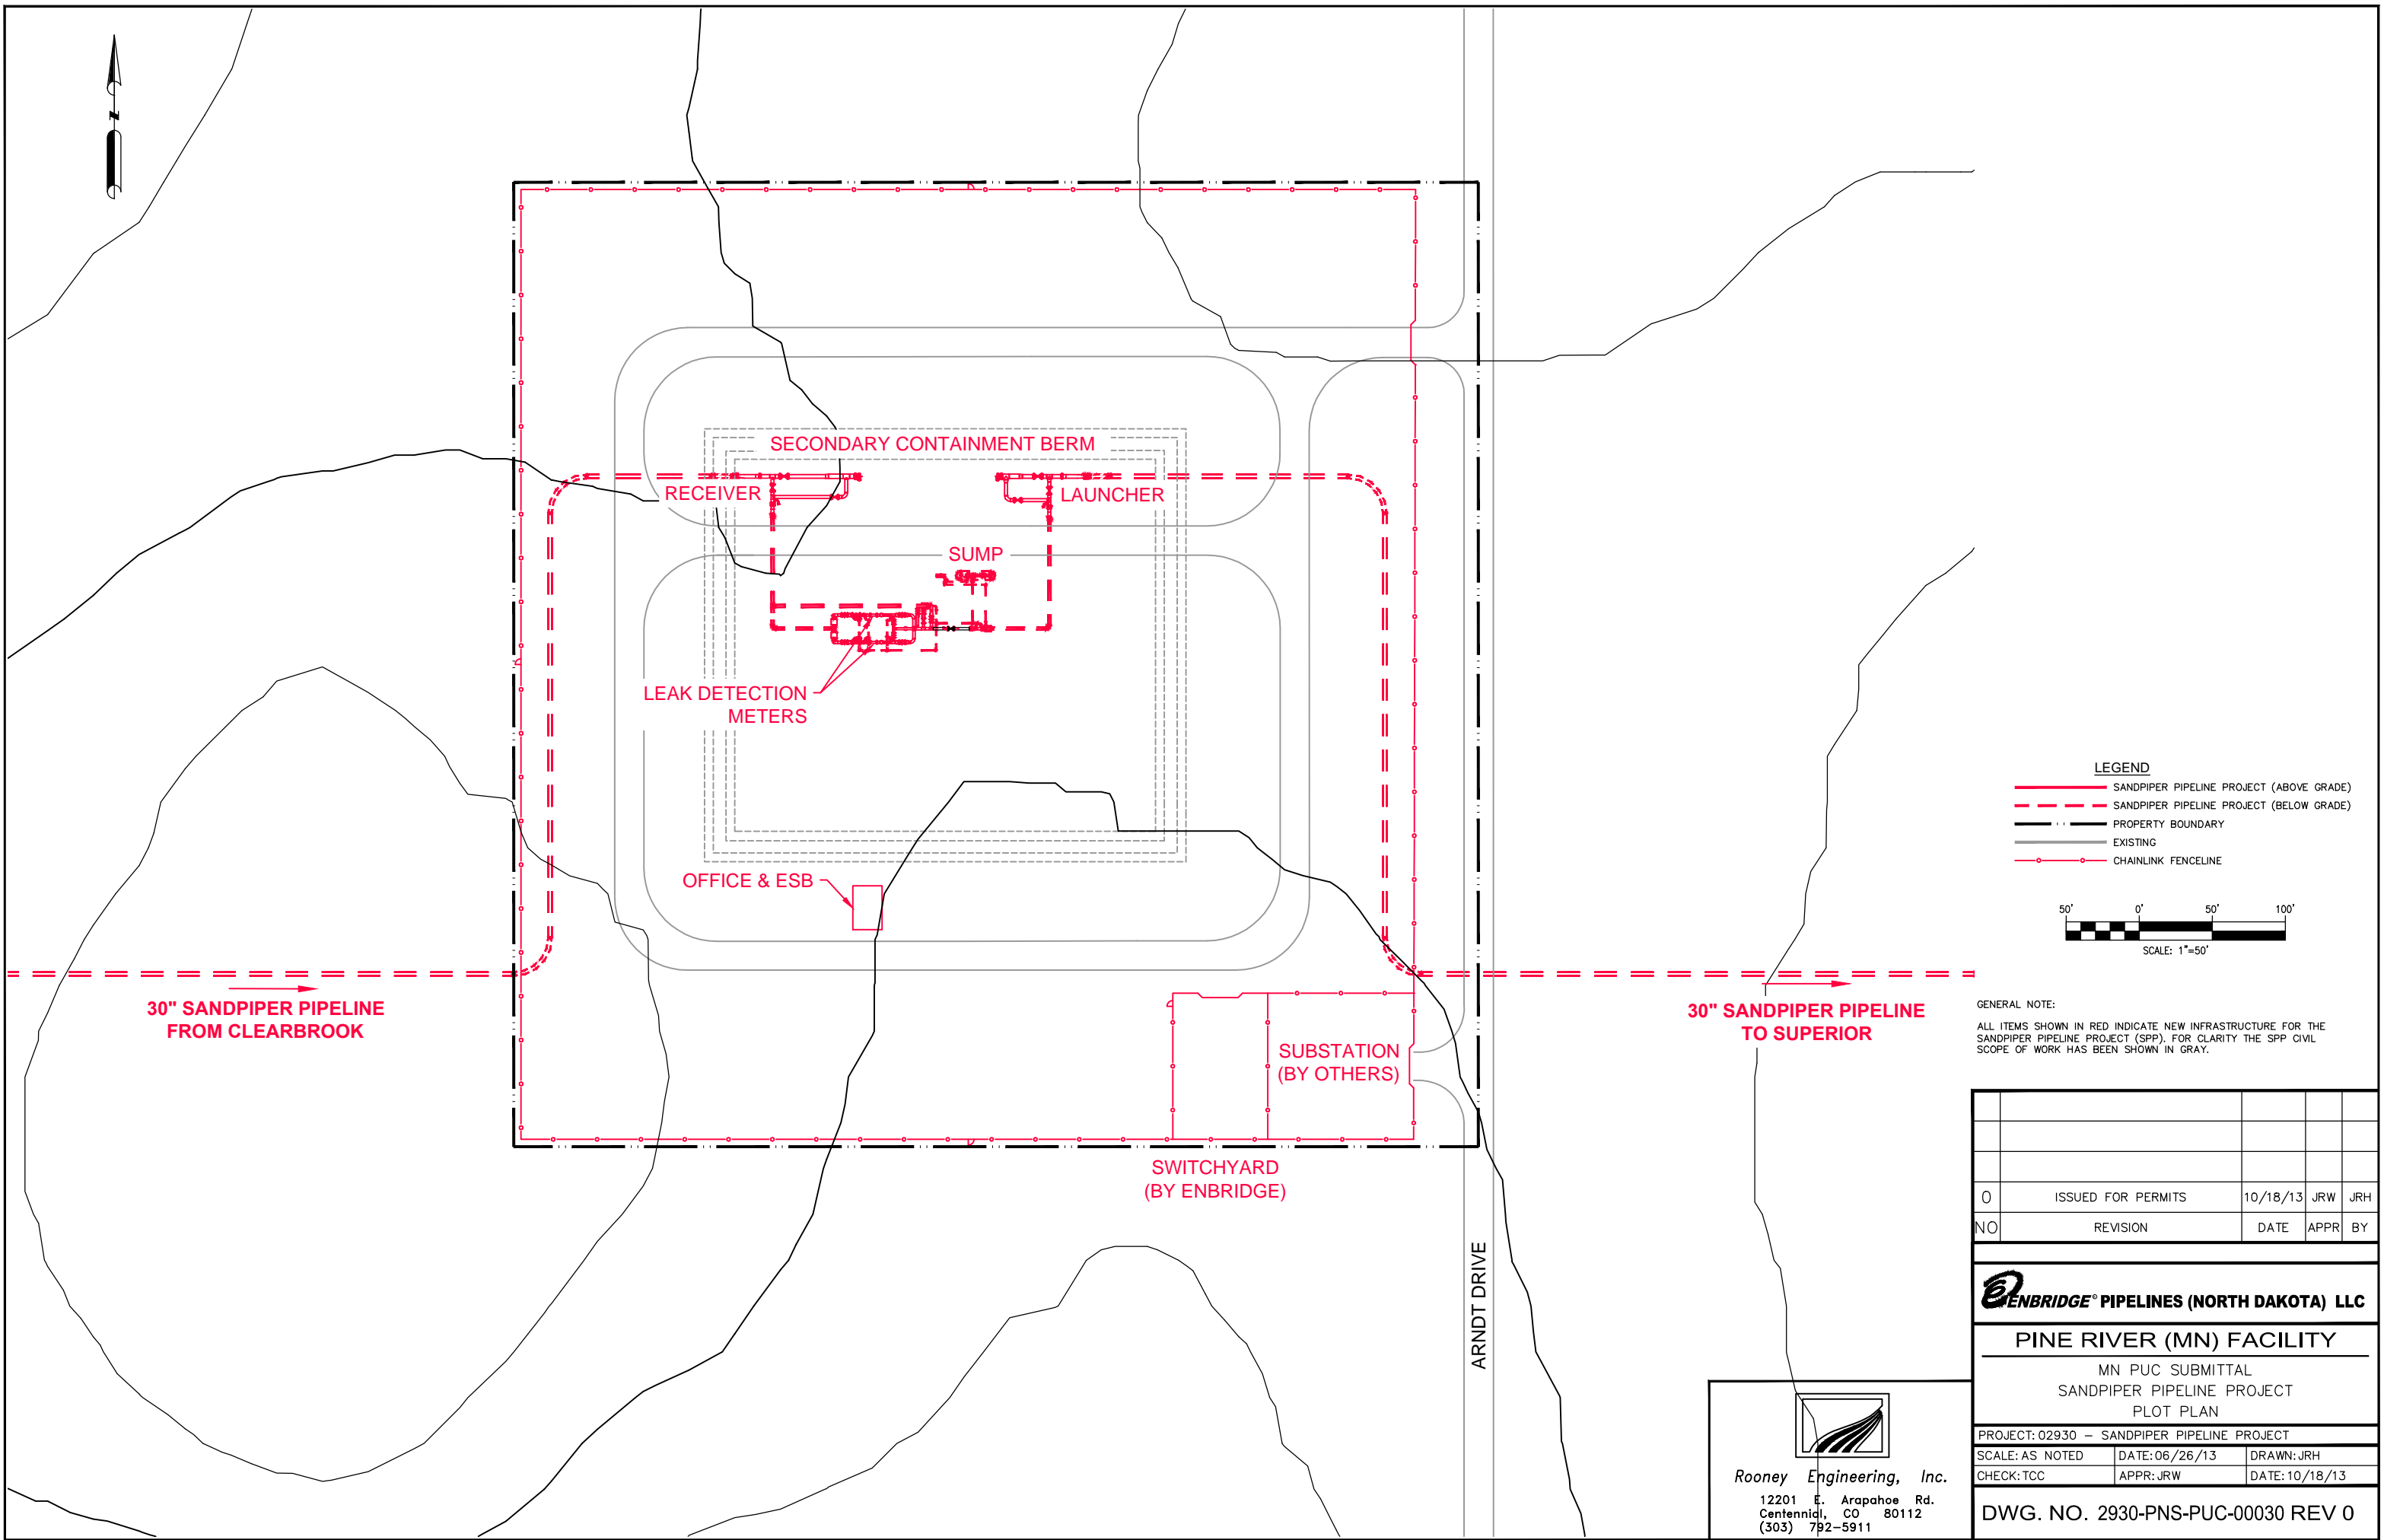 N
SECONDARY CONTAINMENT BERM
RECEIVER
LAUNCHER
SUMP
LEAK DETECTION
METERS
OFFICE & ESB
30" SANDPIPER PIPELINE
FROM CLEARBROOK
30" SANDPIPER PIPELINE
TO SUPERIOR
SUBSTATION
(BY OTHERS)
SWITCHYARD
(BY ENBRIDGE)
ARNDT DRIVE
LEGEND
SANDPIPER PIPELINE PROJECT (ABOVE GRADE)
SANDPIPER PIPELINE PROJECT (BELOW GRADE)
PROPERTY BOUNDARY
EXISTING
CHAINLINK FENCELINE
50' 0' 50' 100'
SCALE: 1"=50'
GENERAL NOTE:
ALL ITEMS SHOWN IN RED INDICATE NEW INFRASTRUCTURE FOR THE
SANDPIPER PIPELINE PROJECT (SPP). FOR CLARITY THE SPP CIVIL
SCOPE OF WORK HAS BEEN SHOWN IN GRAY.
0 ISSUED FOR PERMITS 10/18/13 JRW JRH
NO REVISION DATE APPR BY
ENBRIDGE® PIPELINES (NORTH DAKOTA) LLC
PINE RIVER (MN) FACILITY
MN PUC SUBMITTAL
SANDPIPER PIPELINE PROJECT
PLOT PLAN
PROJECT: 02930 – SANDPIPER PIPELINE PROJECT
SCALE: AS NOTED DATE: 06/26/13 DRAWN: JRH
CHECK: TCC APPR: JRW DATE: 10/18/13
DWG. NO. 2930-PNS-PUC-00030 REV 0
Rooney Engineering, Inc.
12201 E. Arapahoe Rd.
Centennial, CO 80112
(303) 792-5911